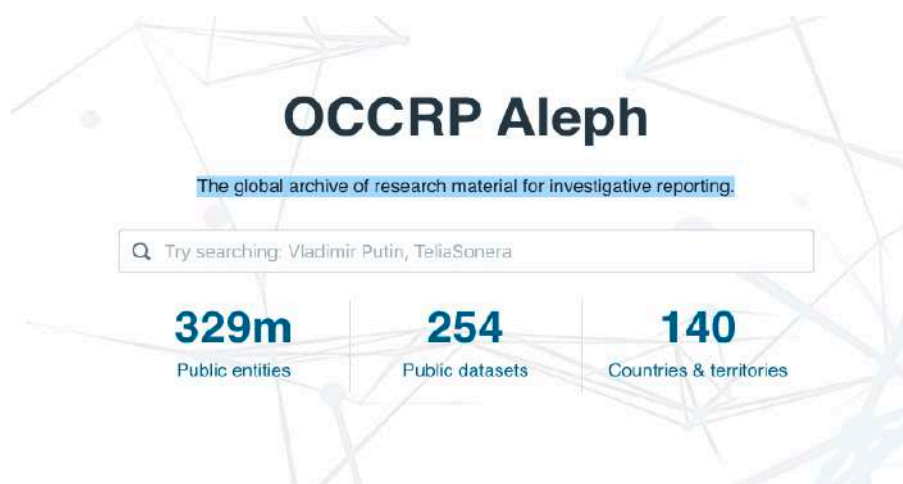 OCCRP Aleph
The global archive of research material for investigative reporting.
Try searching: Vladimir Putin, TeliaSonera
329m 254 140
Public entities Public datasets Countries & territories